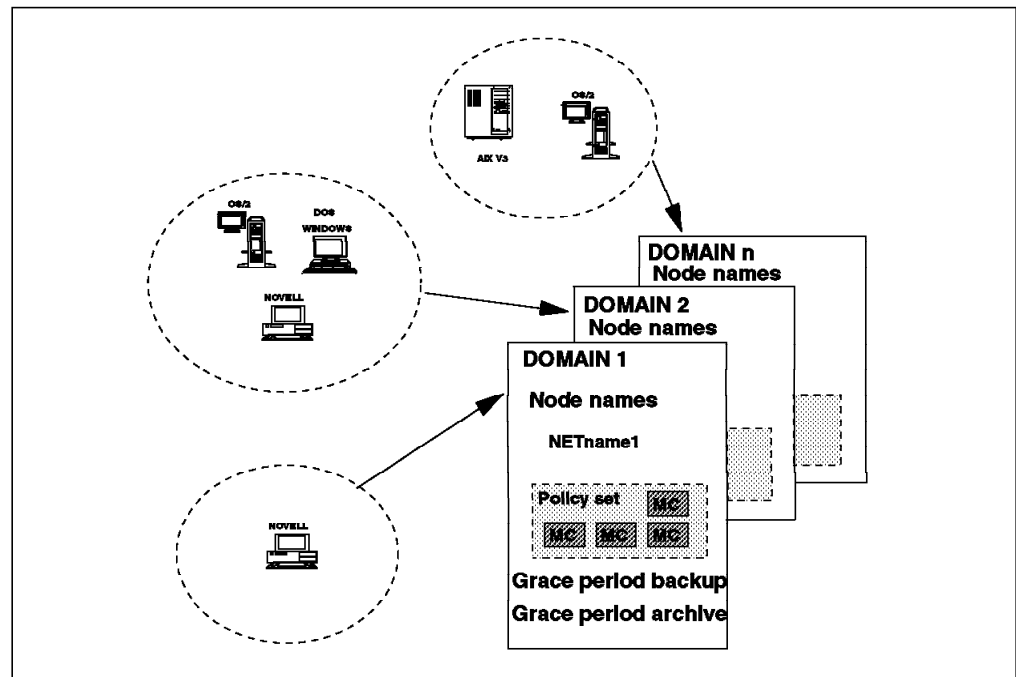 OS/2
AIX V3
OS/2
DOS
WINDOWS
NOVELL
DOMAIN n
Node names
DOMAIN 2
Node names
DOMAIN 1
Node names
NETname1
Policy set
MC
MC
MC
MC
Grace period backup
Grace period archive
NOVELL